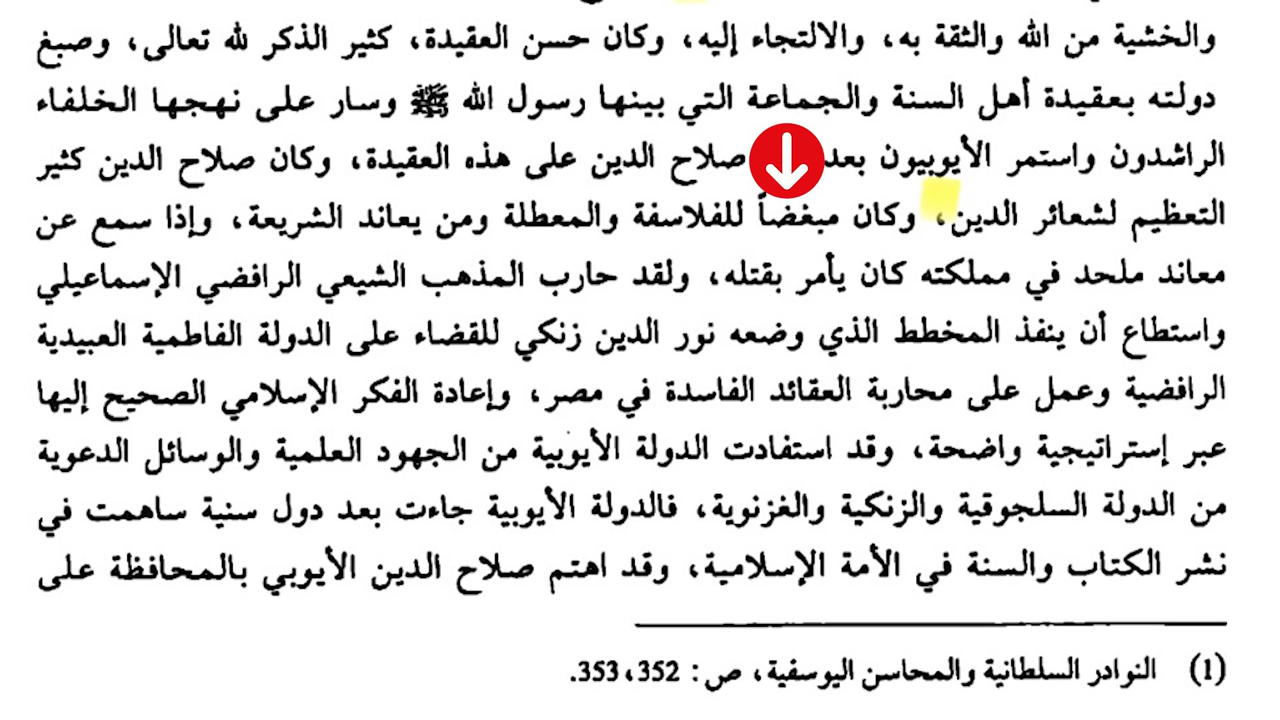 والخشية من الله والثقة به، والالتجاء إليه، وكان حسن العقيدة، كثير الذكر لله تعالى، وصبغ
دولته بعقيدة أهل السنة والجماعة التي بينها رسول الله ﷺ وسار على نهجها الخلفاء
الراشدون واستمر الأيوبيون بعد صلاح الدين على هذه العقيدة، وكان صلاح الدين كثير
التعظيم لشعائر الدين، وكان مبغضاً للفلاسفة والمعطلة ومن يعاند الشريعة، وإذا سمع عن
معاند ملحد في مملكته كان يأمر بقتله، ولقد حارب المذهب الشيعي الرافضي الإسماعيلي
واستطاع أن ينفذ المخطط الذي وضعه نور الدين زنكي للقضاء على الدولة الفاطمية العبيدية
الرافضية وعمل على محاربة العقائد الفاسدة في مصر، وإعادة الفكر الإسلامي الصحيح إليها
عبر إستراتيجية واضحة، وقد استفادت الدولة الأيوبية من الجهود العلمية والوسائل الدعوية
من الدولة السلجوقية والزنكية والغزنوية، فالدولة الأيوبية جاءت بعد دول سنية ساهمت في
نشر الكتاب والسنة في الأمة الإسلامية، وقد اهتم صلاح الدين الأيوبي بالمحافظة على
(1) النوادر السلطانية والمحاسن اليوسفية، ص: 352، 353.